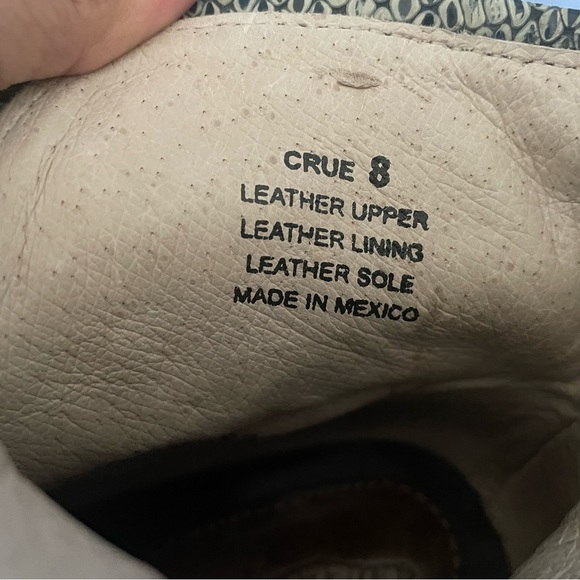 CRUE 8
LEATHER UPPER
LEATHER LINING
LEATHER SOLE
MADE IN MEXICO